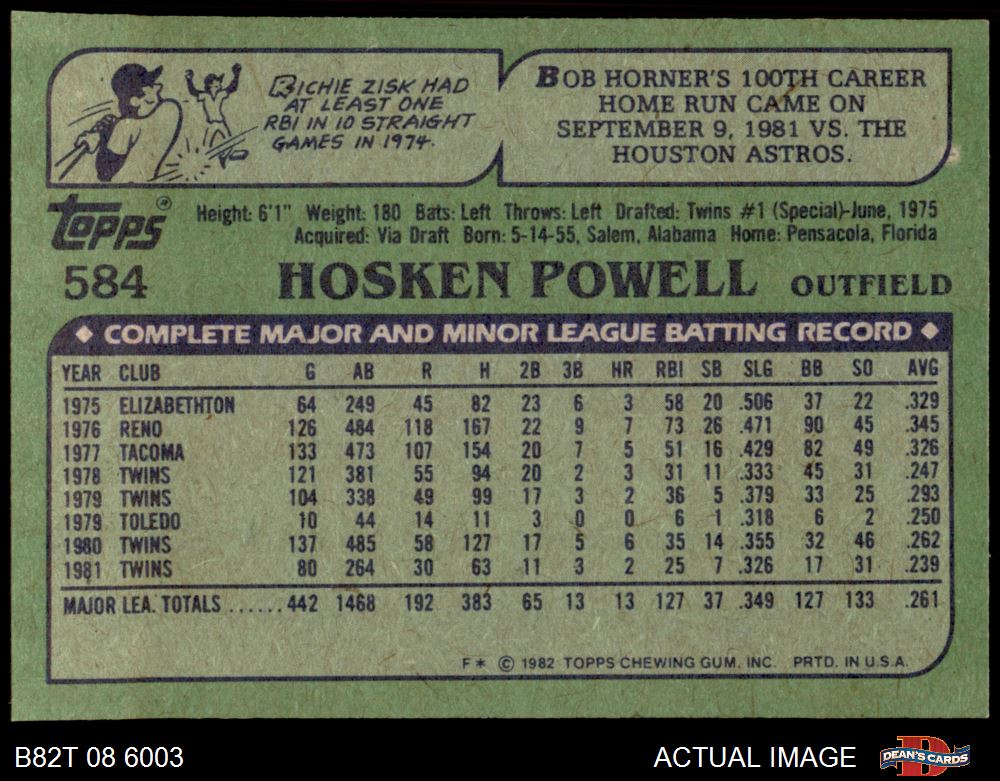 RICHIE ZISK HAD
AT LEAST ONE
RBI IN 10 STRAIGHT
GAMES IN 1974.
BOB HORNER'S 100TH CAREER
HOME RUN CAME ON
SEPTEMBER 9, 1981 VS. THE
HOUSTON ASTROS.
Topps®
Height: 6'1" Weight: 180 Bats: Left Throws: Left Drafted: Twins #1 (Special)-June, 1975
Acquired: Via Draft Born: 5-14-55, Salem, Alabama Home: Pensacola, Florida
584 HOSKEN POWELL OUTFIELD
◆ COMPLETE MAJOR AND MINOR LEAGUE BATTING RECORD ◆
YEAR CLUB G AB R H 2B 3B HR RBI SB SLG BB SO AVG
1975 ELIZABETHTON 64 249 45 82 23 6 3 58 20 .506 37 22 .329
1976 RENO 126 484 118 167 22 9 7 73 26 .471 90 45 .345
1977 TACOMA 133 473 107 154 20 7 5 51 16 .429 82 49 .326
1978 TWINS 121 381 55 94 20 2 3 31 11 .333 45 31 .247
1979 TWINS 104 338 49 99 17 3 2 36 5 .379 33 25 .293
1979 TOLEDO 10 44 14 11 3 0 0 6 1 .318 6 2 .250
1980 TWINS 137 485 58 127 17 5 6 35 14 .355 32 46 .262
1981 TWINS 80 264 30 63 11 3 2 25 7 .326 17 31 .239
MAJOR LEA. TOTALS ......442 1468 192 383 65 13 13 127 37 .349 127 133 .261
F* © 1982 TOPPS CHEWING GUM, INC. PRTD. IN U.S.A.
B82T 08 6003 ACTUAL IMAGE DEAN'S CARDS